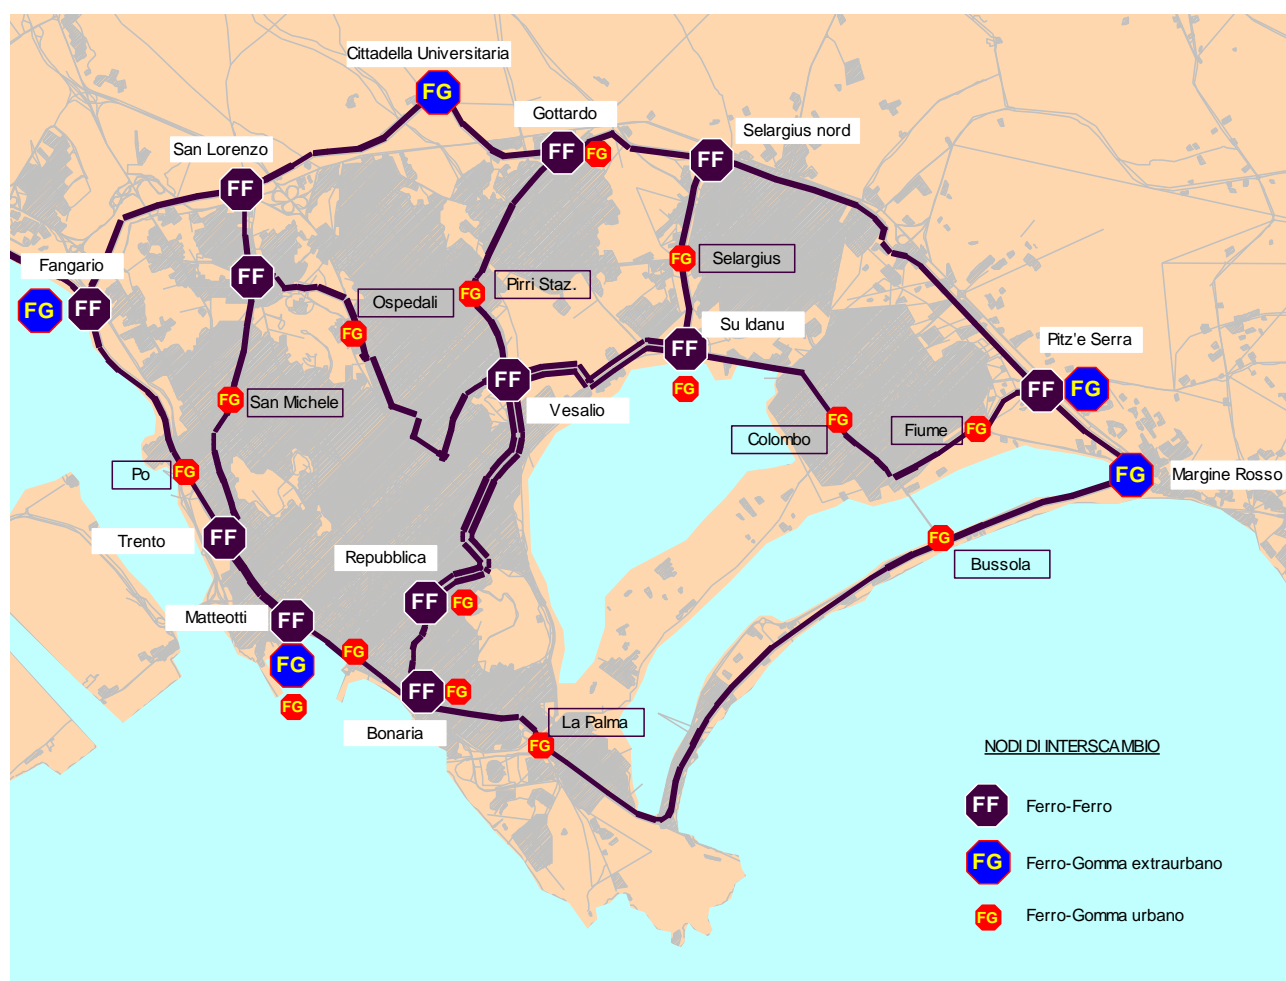 Cittadella Universitaria
FG
Gottardo
FF
FG
Selargius nord
FF
San Lorenzo
FF
Fangario
FG
FF
FF
Ospedali
FG
Pirri Staz.
FG
Selargius
FG
Su Idanu
FF
FG
Pitz'e Serra
FF
FG
San Michele
FG
FF
Vesalio
Colombo
FG
Fiume
FG
Po
FG
FG
Margine Rosso
Trento
FF
Repubblica
FF
FG
FG
Bussola
Matteotti
FF
FG
FG
FG
FF
FG
Bonaria
La Palma
FG
NODI DI INTERSCAMBIO
FF
Ferro-Ferro
FG
Ferro-Gomma extraurbano
FG
Ferro-Gomma urbano